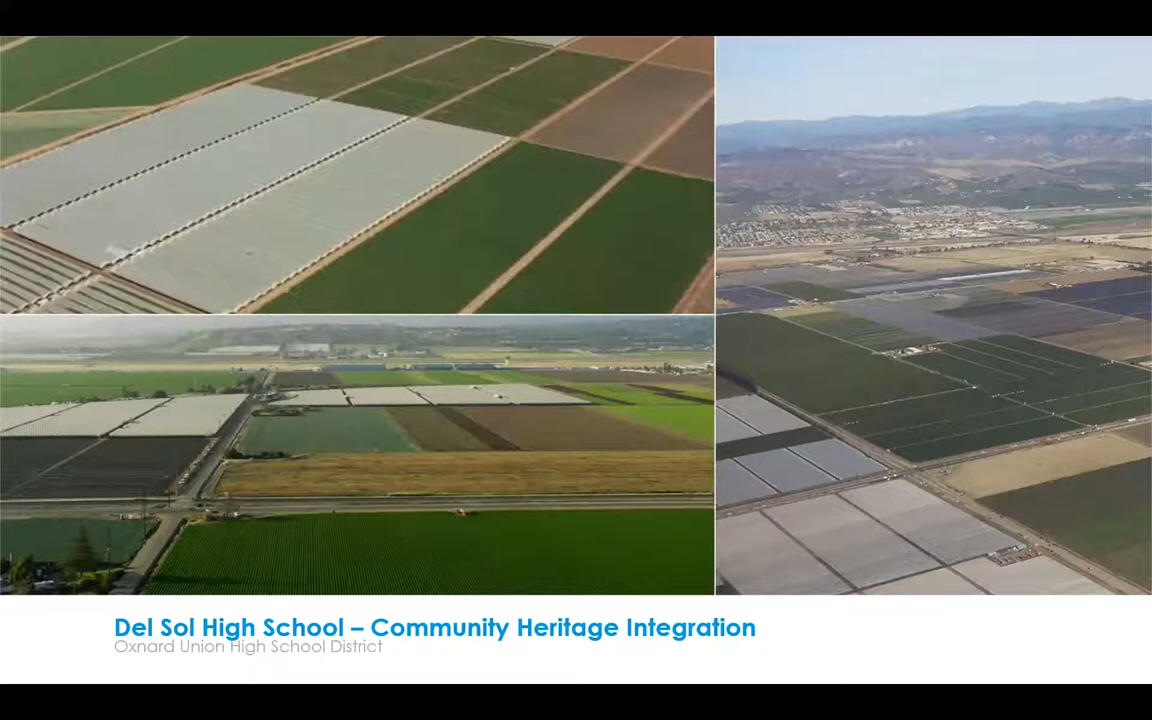 Del Sol High School – Community Heritage Integration
Oxnard Union High School District